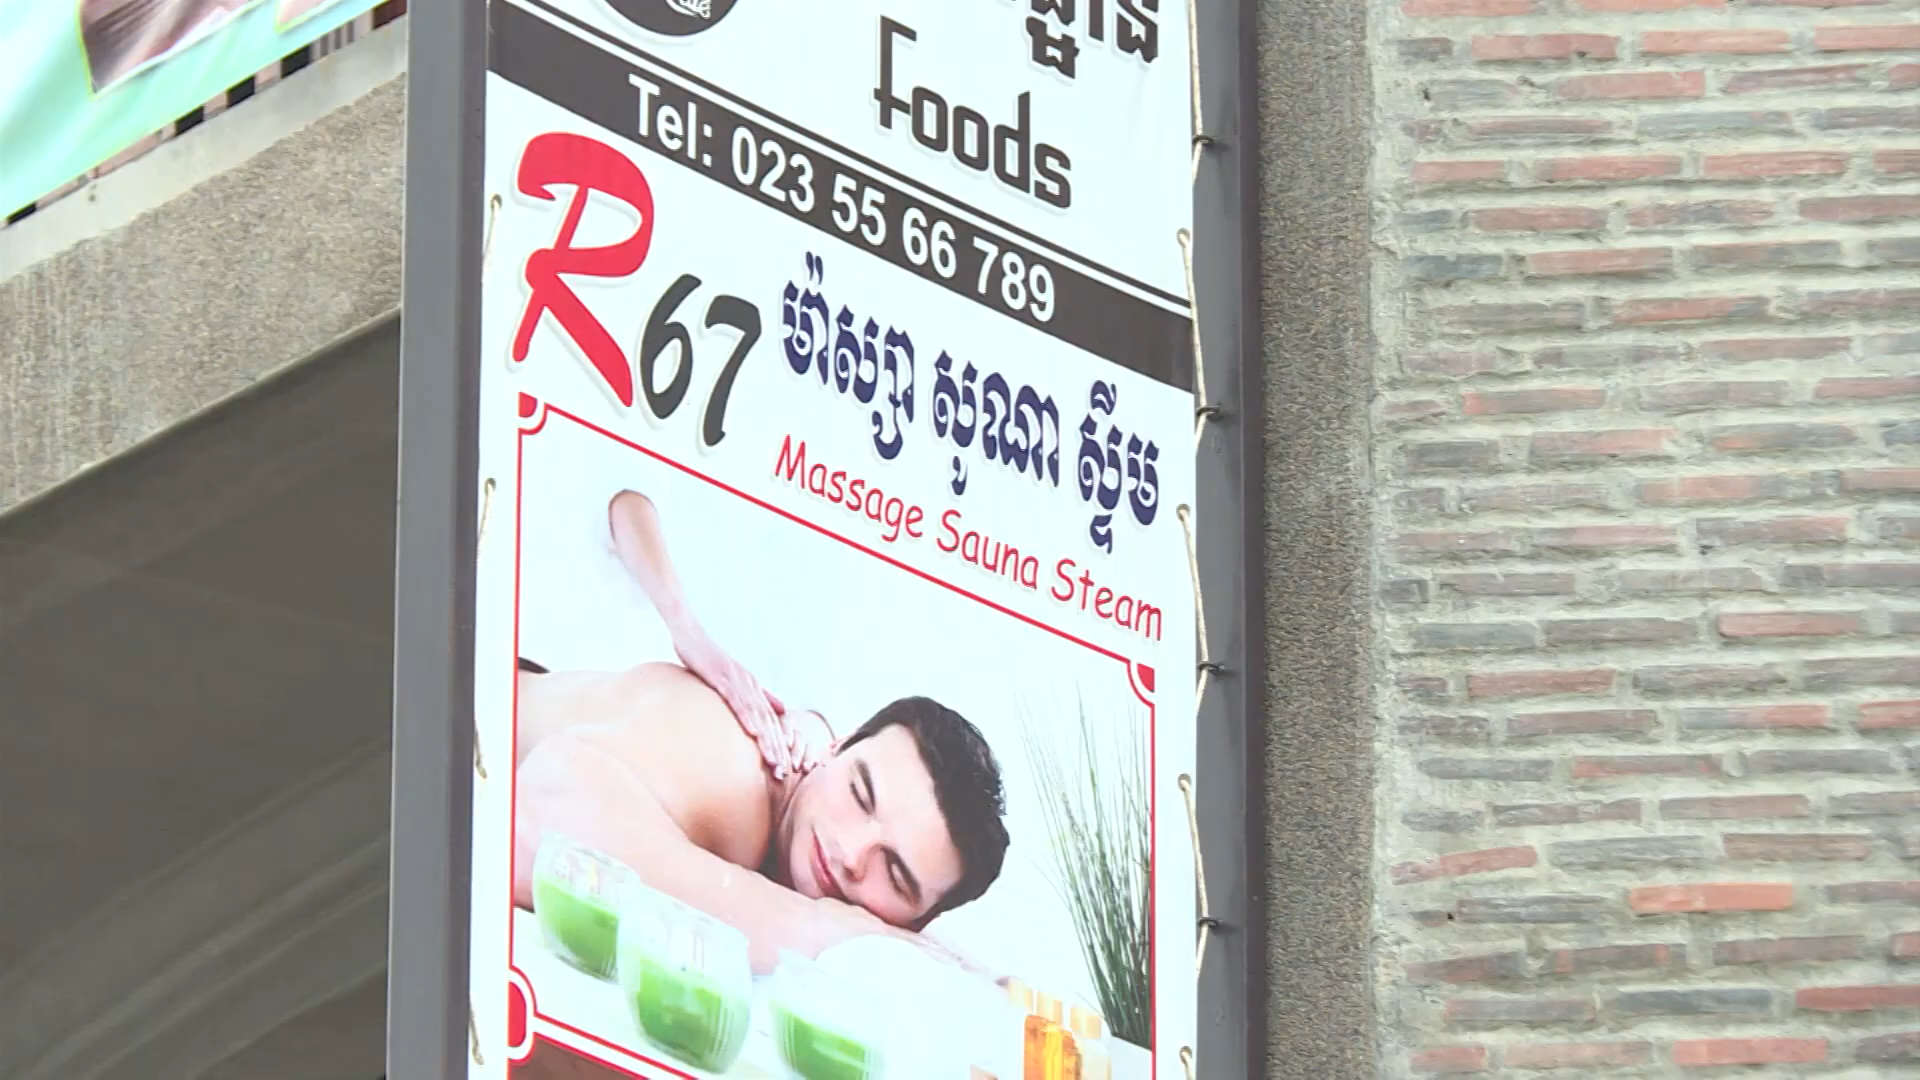 Foods
Tel: 023 55 66 789
R67
ម៉ាស្សា សូណា ស្ទីម
Massage Sauna Steam